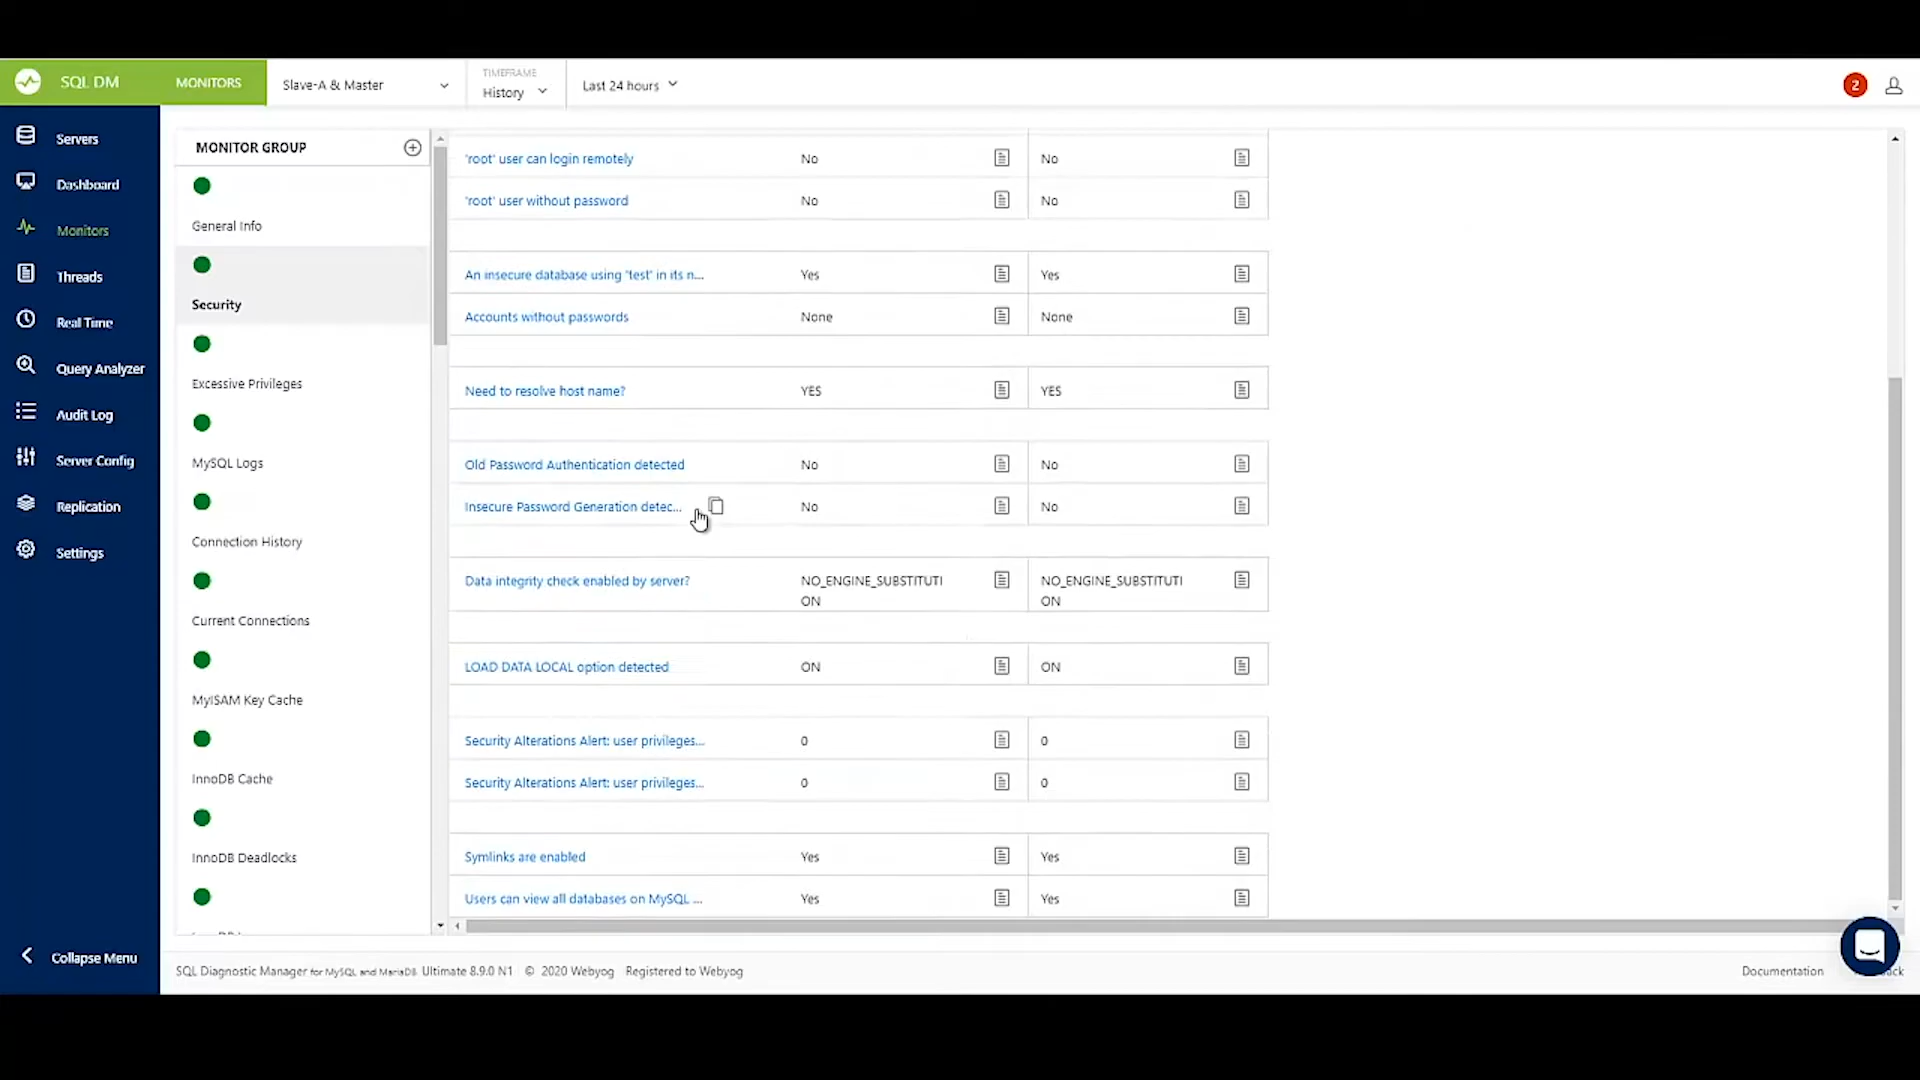 SQL DM
MONITORS
Slave-A & Master
TIMEFRAME
History
Last 24 hours
2
Servers
Dashboard
Monitors
Threads
Real Time
Query Analyzer
Audit Log
Server Config
Replication
Settings
Collapse Menu
MONITOR GROUP
General Info
Security
Excessive Privileges
MySQL Logs
Connection History
Current Connections
MyISAM Key Cache
InnoDB Cache
InnoDB Deadlocks
'root' user can login remotely No No
'root' user without password No No
An insecure database using 'test' in its n... Yes Yes
Accounts without passwords None None
Need to resolve host name? YES YES
Old Password Authentication detected No No
Insecure Password Generation detec... No No
Data integrity check enabled by server? NO_ENGINE_SUBSTITUTI NO_ENGINE_SUBSTITUTI
ON ON
LOAD DATA LOCAL option detected ON ON
Security Alterations Alert: user privileges... 0 0
Security Alterations Alert: user privileges... 0 0
Symlinks are enabled Yes Yes
Users can view all databases on MySQL ... Yes Yes
SQL Diagnostic Manager for MySQL and MariaDB Ultimate 8.9.0 N1 © 2020 Webyog Registered to Webyog
Documentation